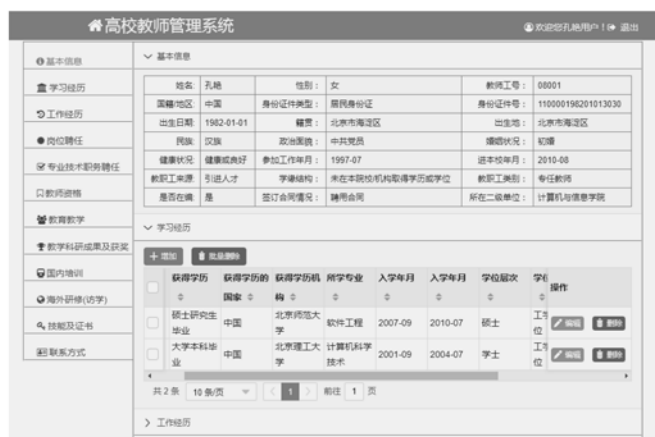 高校教师管理系统
欢迎您孔艳用户！ 退出
基本信息
学习经历
工作经历
岗位聘任
专业技术职务聘任
教师资格
教育教学
教学科研成果及获奖
国内培训
海外研修(访学)
技能及证书
联系方式
基本信息
姓名: 孔艳 性别: 女 教师工号: 08001
国籍/地区: 中国 身份证件类型: 居民身份证 身份证件号: 110000198201013030
出生日期: 1982-01-01 籍贯: 北京市海淀区 出生地: 北京市海淀区
民族: 汉族 政治面貌: 中共党员 婚姻状况: 初婚
健康状况: 健康或良好 参加工作年月: 1997-07 进本校年月: 2010-08
教职工来源: 引进人才 学缘结构: 未在本院校/机构取得学历或学位 教职工类别: 专任教师
是否在编: 是 签订合同情况: 聘用合同 所在二级单位: 计算机与信息学院
学习经历
+ 增加 批量删除
获得学历 获得学历的国家 获得学历机构 所学专业 入学年月 入学年月 学位层次 学位 操作
硕士研究生毕业 中国 北京师范大学 软件工程 2007-09 2010-07 硕士 工学位 编辑 删除
大学本科毕业 中国 北京理工大学 计算机科学技术 2001-09 2004-07 学士 工学位 编辑 删除
共 2 条 10 条/页 < 1 > 前往 1 页
工作经历